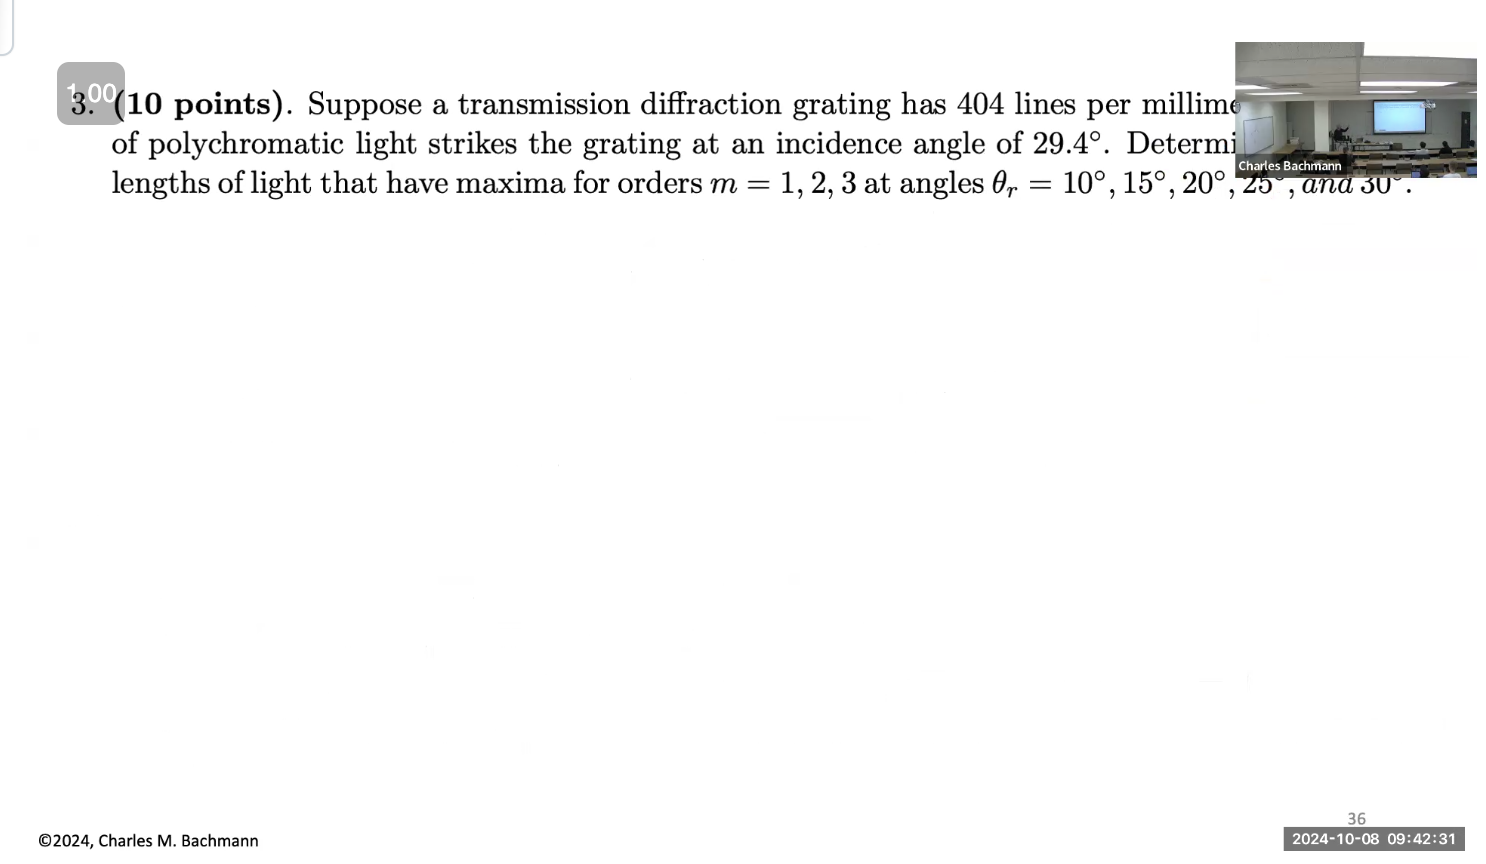 1.00
3. (10 points). Suppose a transmission diffraction grating has 404 lines per millime
of polychromatic light strikes the grating at an incidence angle of 29.4°. Determi
lengths of light that have maxima for orders m = 1, 2, 3 at angles θr = 10°, 15°, 20°, 25°, and 30°.
Charles Bachmann
36
©2024, Charles M. Bachmann
2024-10-08 09:42:31